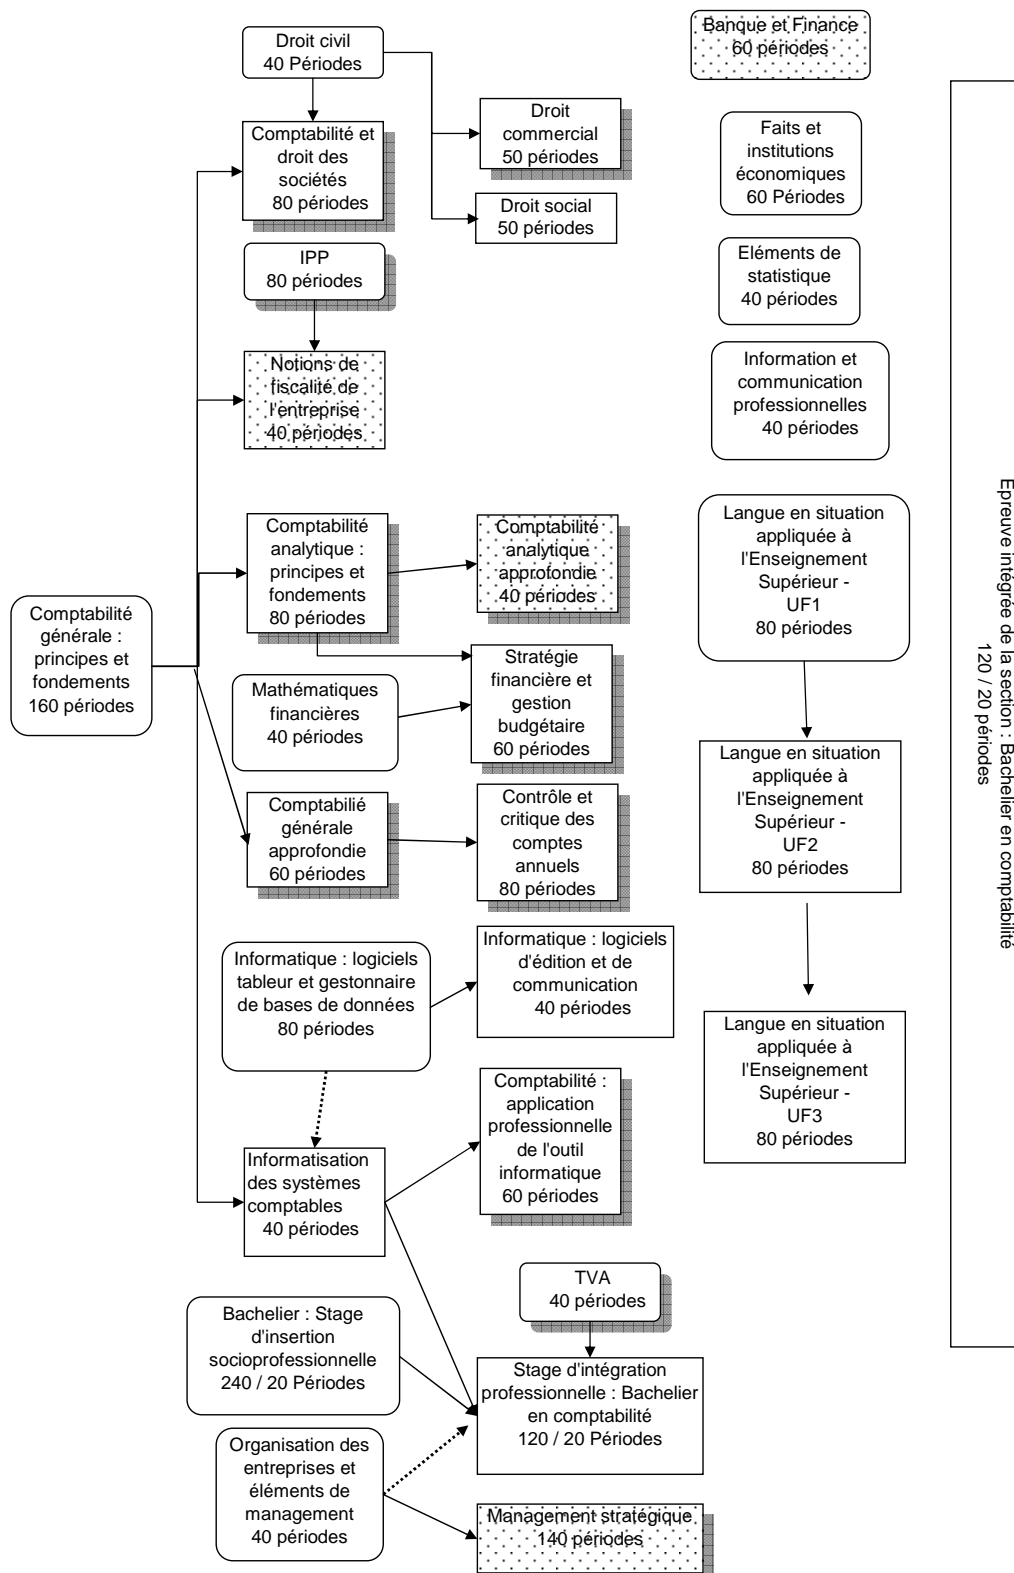 Droit civil
40 Périodes
Banque et Finance
60 périodes
Comptabilité et
droit des
sociétés
80 périodes
Droit
commercial
50 périodes
Faits et
institutions
économiques
60 Périodes
Droit social
50 périodes
IPP
80 périodes
Eléments de
statistique
40 périodes
Notions de
fiscalité de
l'entreprise
40 périodes
Information et
communication
professionnelles
40 périodes
Comptabilité
analytique :
principes et
fondements
80 périodes
Comptabilité
analytique
approfondie
40 périodes
Langue en situation
appliquée à
l'Enseignement
Supérieur -
UF1
80 périodes
Comptabilité
générale :
principes et
fondements
160 périodes
Mathématiques
financières
40 périodes
Stratégie
financière et
gestion
budgétaire
60 périodes
Comptabilié
générale
approfondie
60 périodes
Contrôle et
critique des
comptes
annuels
80 périodes
Langue en situation
appliquée à
l'Enseignement
Supérieur -
UF2
80 périodes
Informatique : logiciels
tableur et gestonnaire
de bases de données
80 périodes
Informatique : logiciels
d'édition et de
communication
40 périodes
Langue en situation
appliquée à
l'Enseignement
Supérieur -
UF3
80 périodes
Informatisation
des systèmes
comptables
40 périodes
Comptabilité :
application
professionnelle
de l'outil
informatique
60 périodes
TVA
40 périodes
Bachelier : Stage
d'insertion
socioprofessionnelle
240 / 20 Périodes
Stage d'intégration
professionnelle : Bachelier
en comptabilité
120 / 20 Périodes
Organisation des
entreprises et
éléments de
management
40 périodes
Management stratégique
140 périodes
Epreuve intégrée de la section : Bachelier en comptabilité
120 / 20 périodes